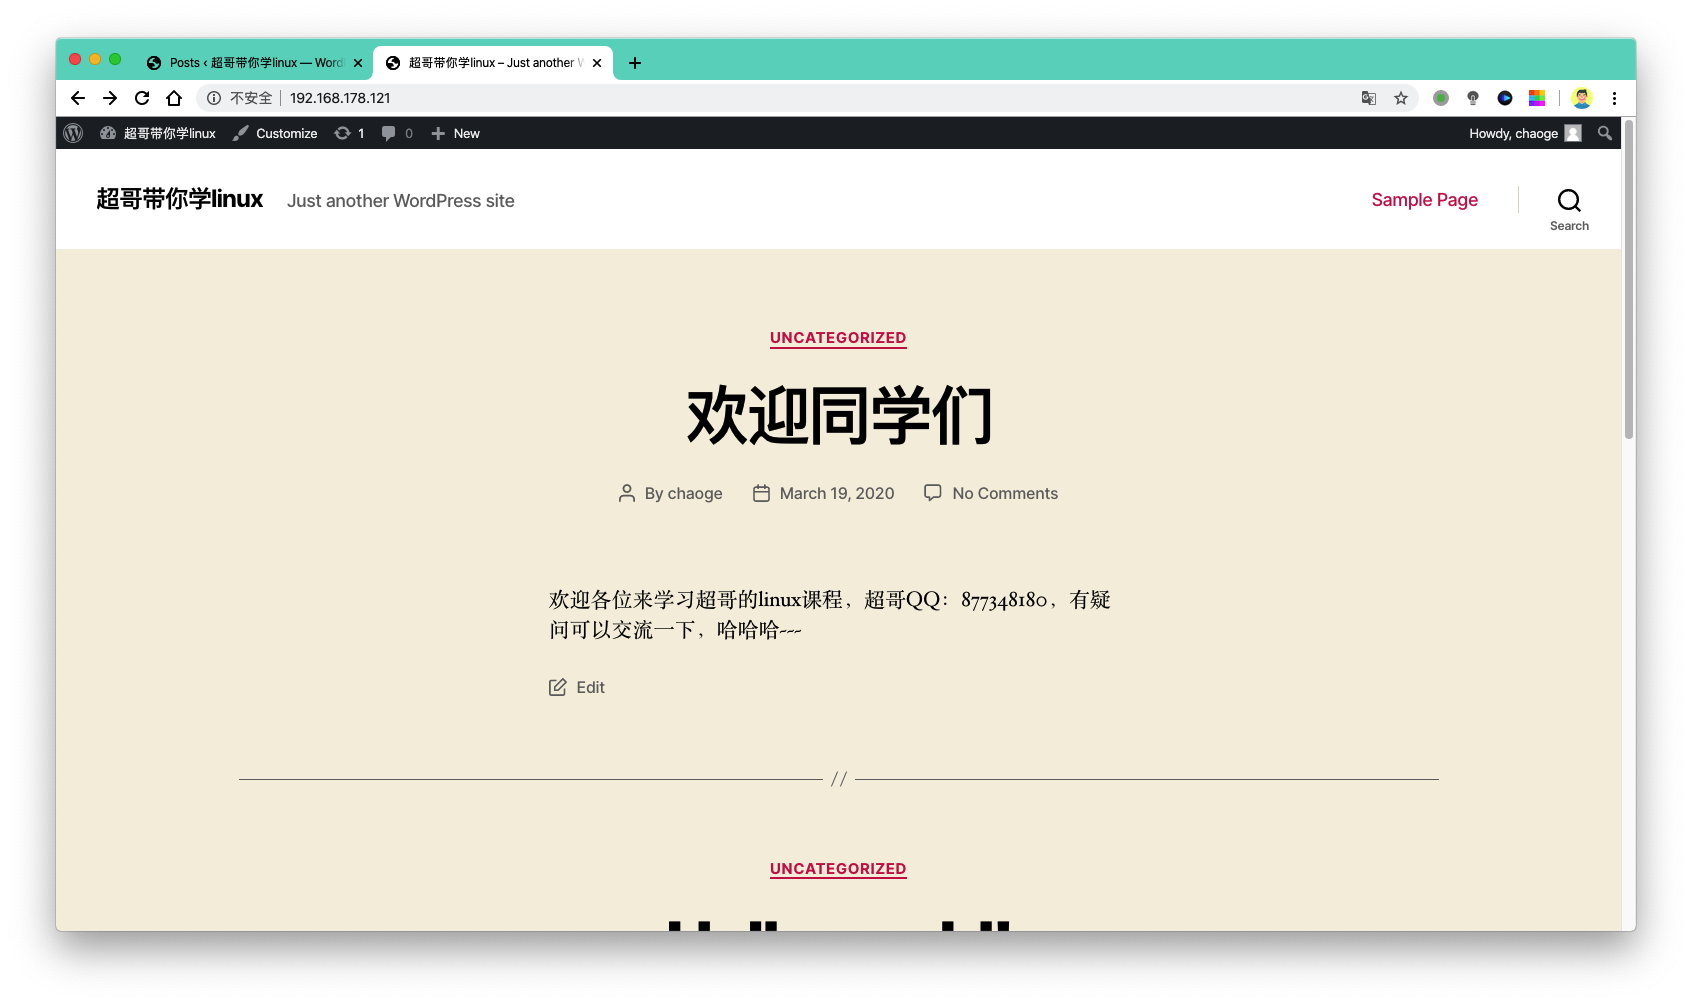 Posts ‹ 超哥带你学linux — Word
超哥带你学linux – Just another W
不安全 192.168.178.121
超哥带你学linux Customize 1 0 New Howdy, chaoge
超哥带你学linux Just another WordPress site Sample Page
Search
UNCATEGORIZED
欢迎同学们
By chaoge March 19, 2020 No Comments
欢迎各位来学习超哥的linux课程，超哥QQ：877348180，有疑
问可以交流一下，哈哈哈---
Edit
//
UNCATEGORIZED